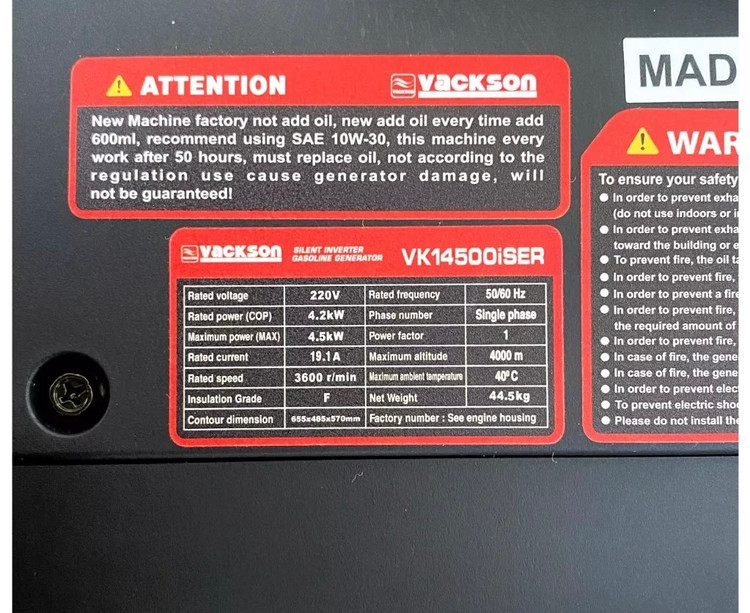 ATTENTION
VACKSON
New Machine factory not add oil, new add oil every time add
600ml, recommend using SAE 10W-30, this machine every
work after 50 hours, must replace oil, not according to the
regulation use cause generator damage, will
not be guaranteed!
VACKSON
SILENT INVERTER
GASOLINE GENERATOR
VK14500iSER
Rated voltage 220V Rated frequency 50/60 Hz
Rated power (COP) 4.2kW Phase number Single phase
Maximum power (MAX) 4.5kW Power factor 1
Rated current 19.1A Maximum altitude 4000 m
Rated speed 3600 r/min Maximum ambient temperature 40°C
Insulation Grade F Net Weight 44.5kg
Contour dimension 655x485x570mm Factory number : See engine housing
MAD
WAR
To ensure your safety
In order to prevent exha
(do not use indoors or i
In order to prevent exha
toward the building or e
To prevent fire, the oil ta
In order to prevent fire,
In order to prevent a fire
In order to prevent fire,
the required amount of
In order to prevent fire,
In case of fire, the gene
In case of fire, the gene
In order to prevent elec
To prevent electric shoc
Please do not install the